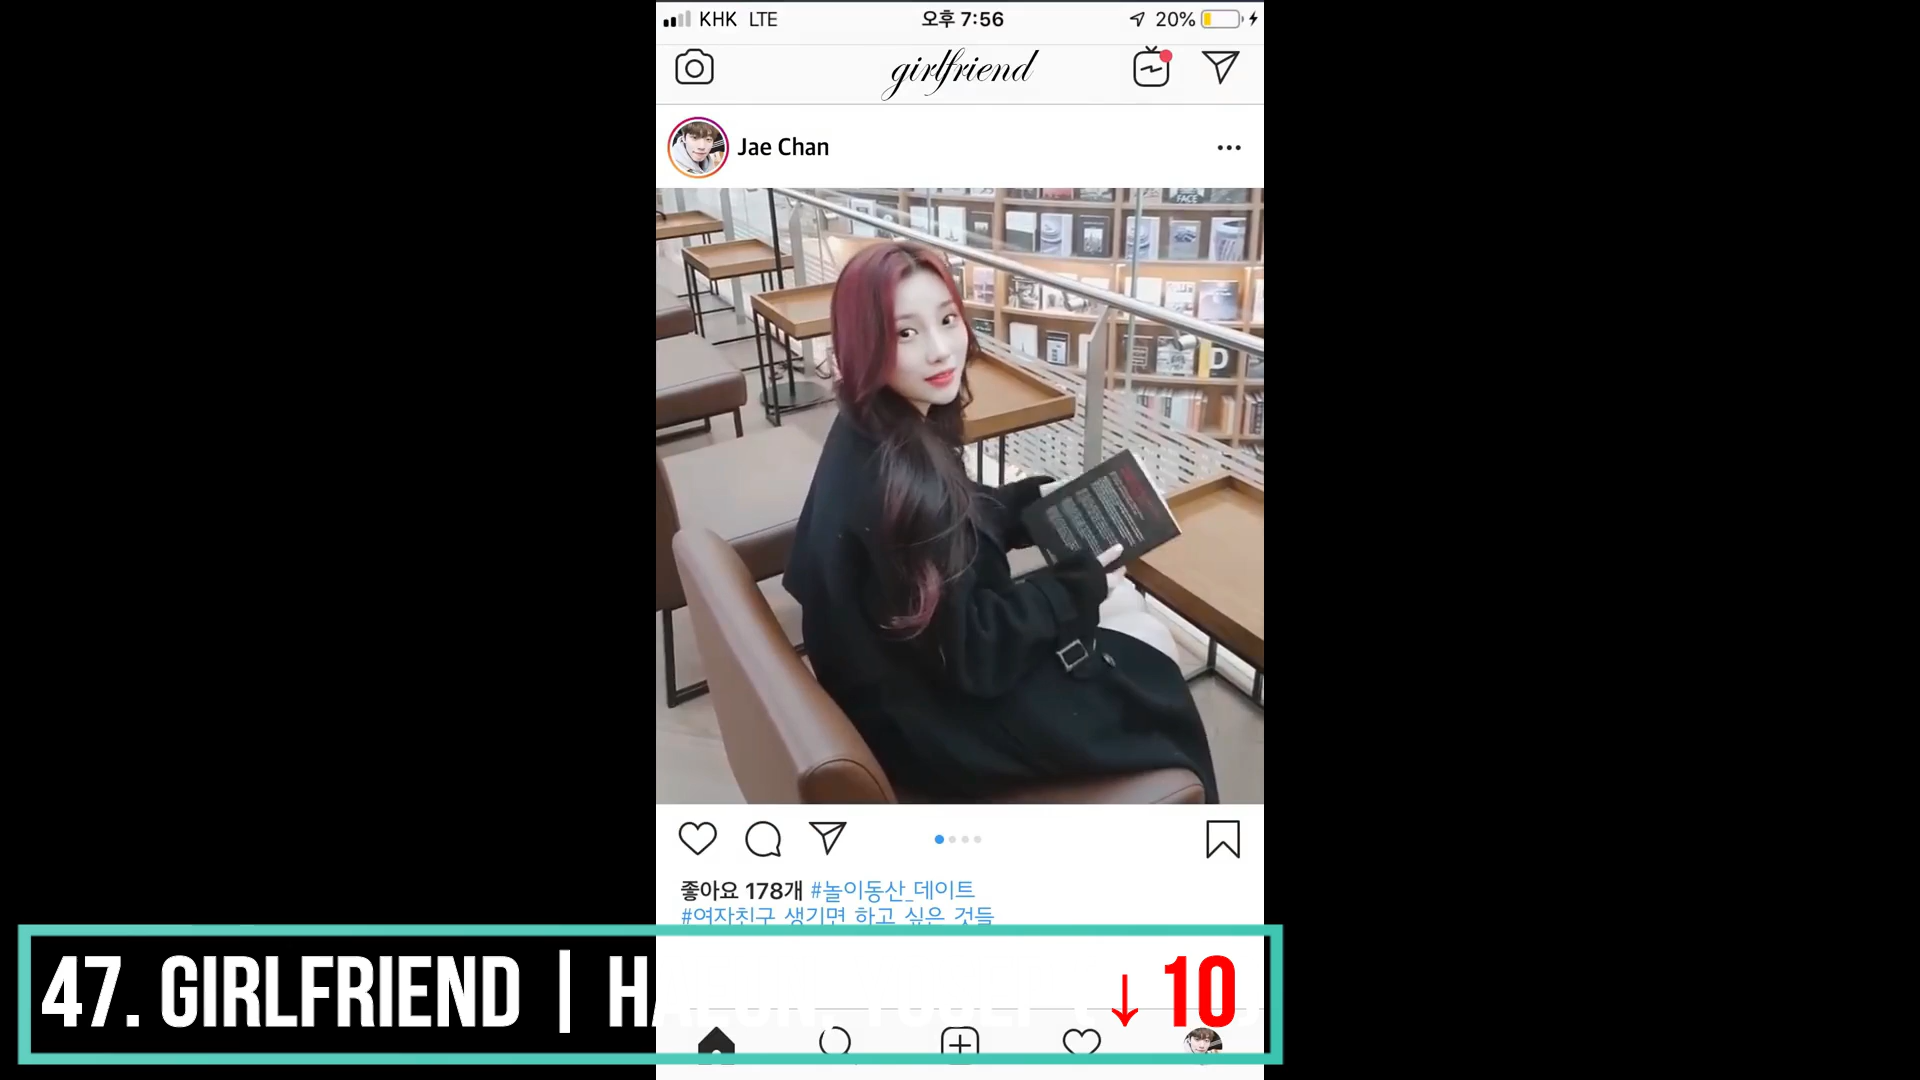 KHK LTE 오후 7:56 20%
girlfriend
Jae Chan
FACE
D
좋아요 178개 #놀이동산_데이트
#여자친구_생기면_하고_싶은_것들
47. GIRLFRIEND | ↓ 10